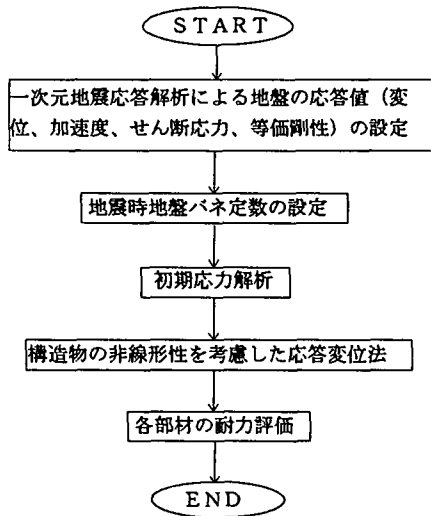 START
一次元地震応答解析による地盤の応答値（変
位、加速度、せん断応力、等価剛性）の設定
地震時地盤バネ定数の設定
初期応力解析
構造物の非線形性を考慮した応答変位法
各部材の耐力評価
END